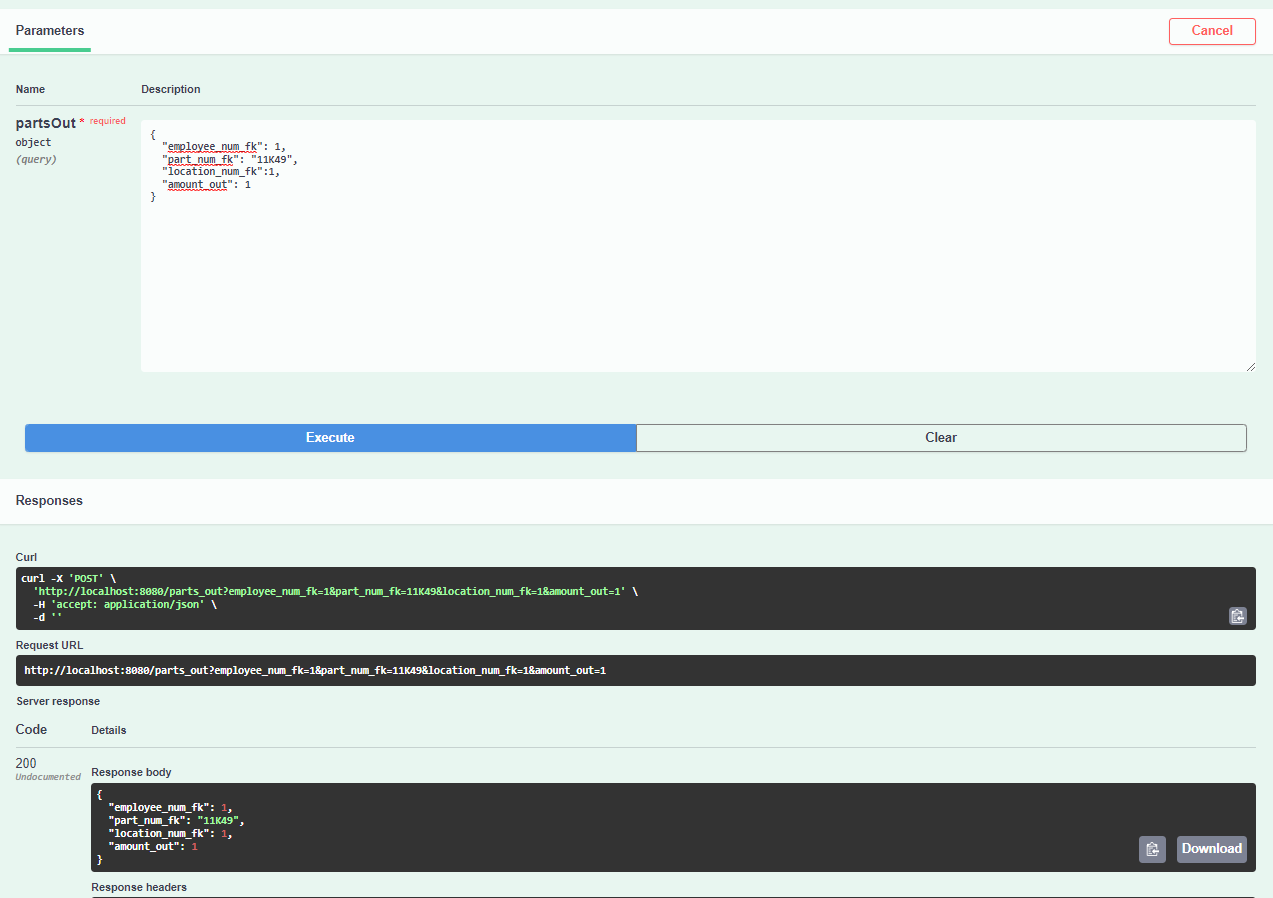 Parameters
Cancel
Name Description
partsOut * required
object
(query)
{
"employee_num_fk": 1,
"part_num_fk": "11K49",
"location_num_fk":1,
"amount_out": 1
}
Execute Clear
Responses
Curl
curl -X 'POST' \
'http://localhost:8080/parts_out?employee_num_fk=1&part_num_fk=11K49&location_num_fk=1&amount_out=1' \
-H 'accept: application/json' \
-d ''
Request URL
http://localhost:8080/parts_out?employee_num_fk=1&part_num_fk=11K49&location_num_fk=1&amount_out=1
Server response
Code Details
200
Undocumented
Response body
{
"employee_num_fk": 1,
"part_num_fk": "11K49",
"location_num_fk": 1,
"amount_out": 1
}
Download
Response headers